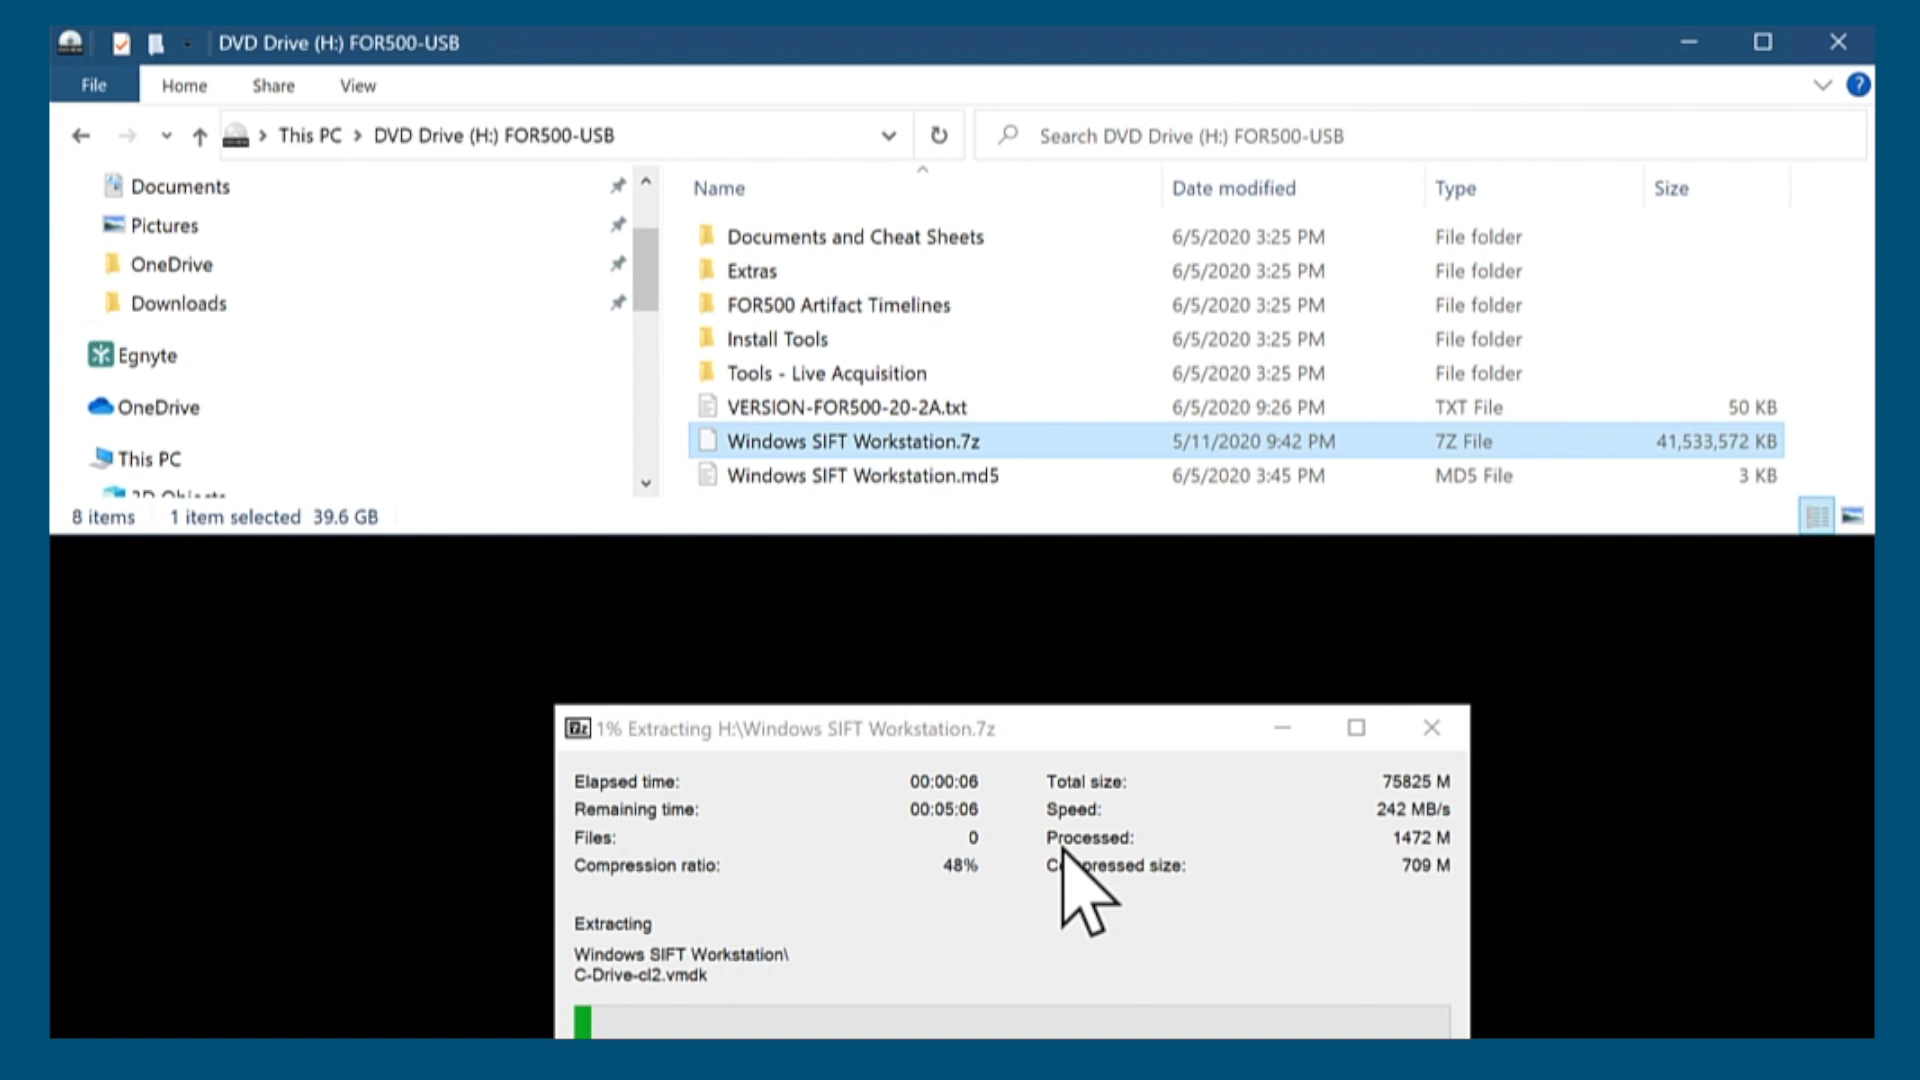 DVD Drive (H:) FOR500-USB
File Home Share View
This PC > DVD Drive (H:) FOR500-USB
Search DVD Drive (H:) FOR500-USB
Documents
Pictures
OneDrive
Downloads
Egnyte
OneDrive
This PC
3D Objects
Name Date modified Type Size
Documents and Cheat Sheets 6/5/2020 3:25 PM File folder
Extras 6/5/2020 3:25 PM File folder
FOR500 Artifact Timelines 6/5/2020 3:25 PM File folder
Install Tools 6/5/2020 3:25 PM File folder
Tools - Live Acquisition 6/5/2020 3:25 PM File folder
VERSION-FOR500-20-2A.txt 6/5/2020 9:26 PM TXT File 50 KB
Windows SIFT Workstation.7z 5/11/2020 9:42 PM 7Z File 41,533,572 KB
Windows SIFT Workstation.md5 6/5/2020 3:45 PM MD5 File 3 KB
8 items 1 item selected 39.6 GB
7z 1% Extracting H:\Windows SIFT Workstation.7z
Elapsed time: 00:00:06 Total size: 75825 M
Remaining time: 00:05:06 Speed: 242 MB/s
Files: 0 Processed: 1472 M
Compression ratio: 48% Compressed size: 709 M
Extracting
Windows SIFT Workstation\
C-Drive-cl2.vmdk